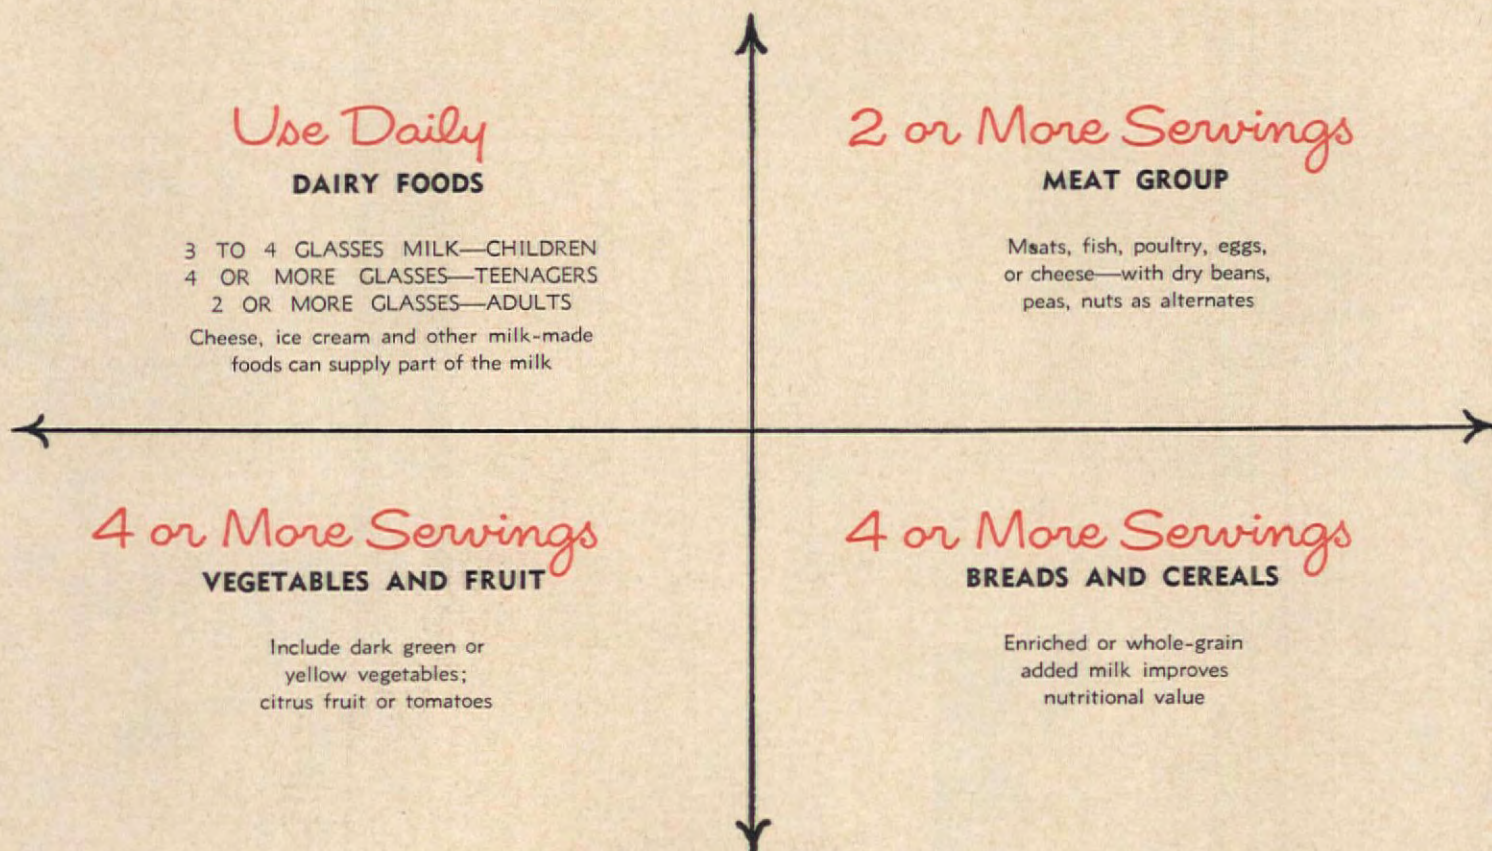 Use Daily
DAIRY FOODS
3 TO 4 GLASSES MILK—CHILDREN
4 OR MORE GLASSES—TEENAGERS
2 OR MORE GLASSES—ADULTS
Cheese, ice cream and other milk-made
foods can supply part of the milk
2 or More Servings
MEAT GROUP
Meats, fish, poultry, eggs,
or cheese—with dry beans,
peas, nuts as alternates
4 or More Servings
VEGETABLES AND FRUIT
Include dark green or
yellow vegetables;
citrus fruit or tomatoes
4 or More Servings
BREADS AND CEREALS
Enriched or whole-grain
added milk improves
nutritional value